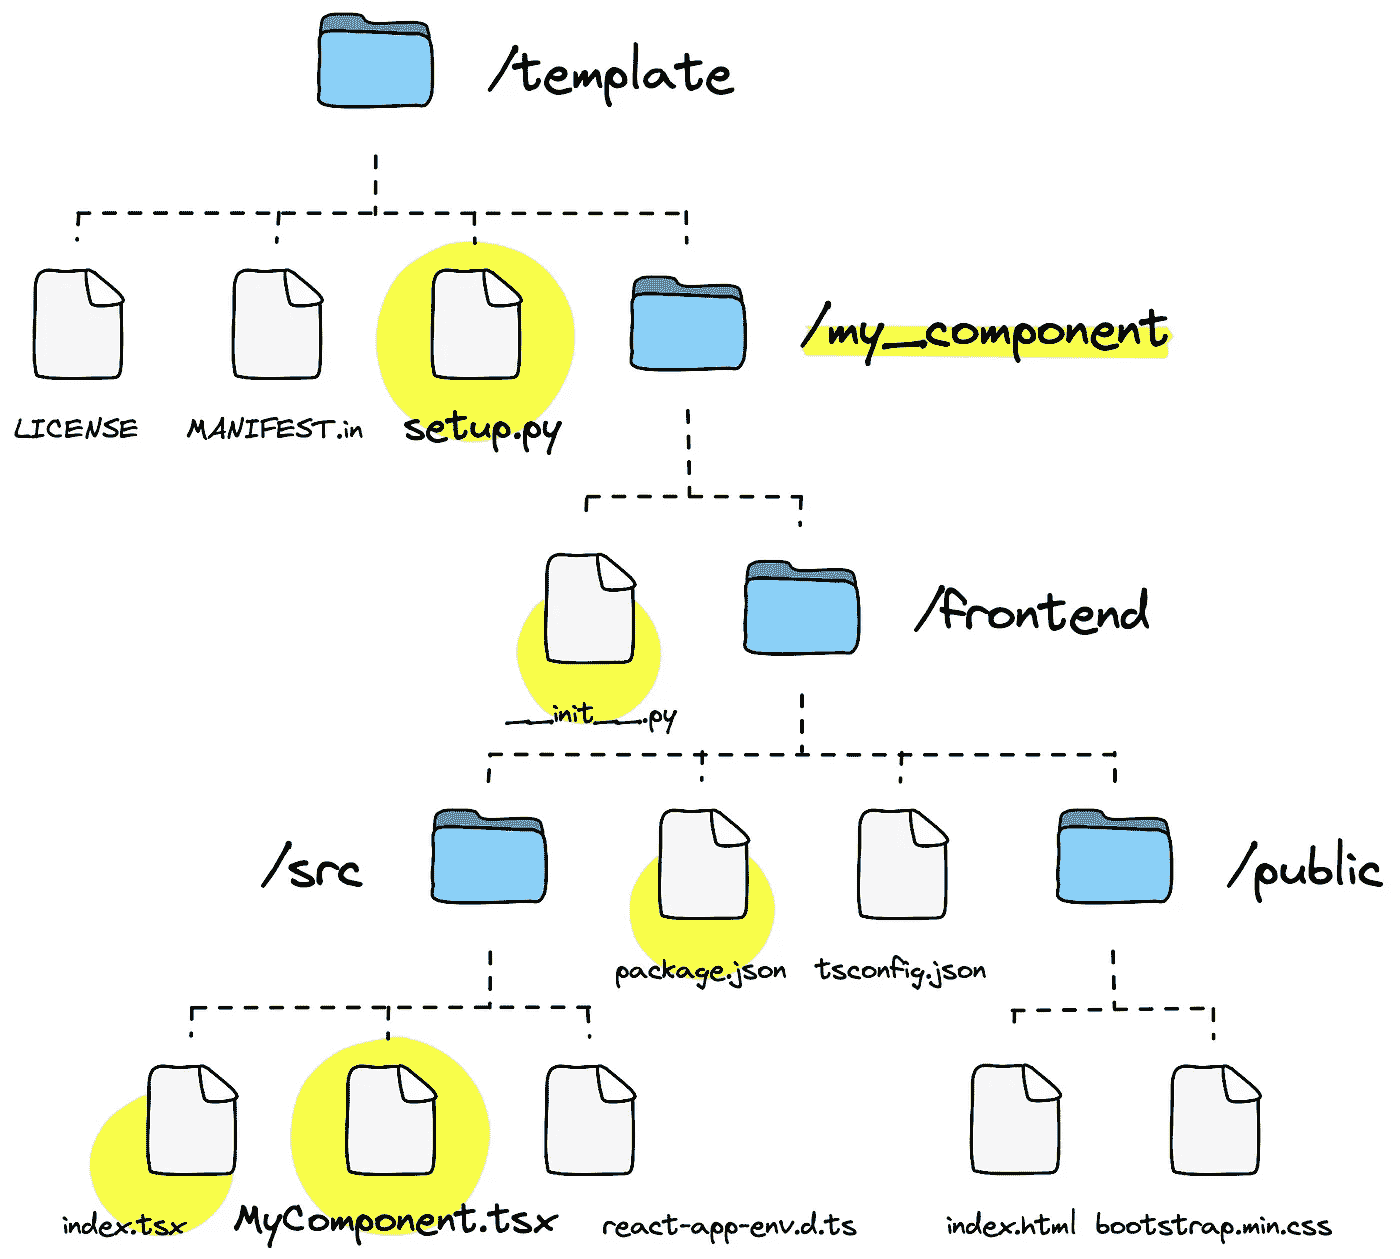 /template
LICENSE
MANIFEST.in
setup.py
/my_component
__init__.py
/frontend
/src
package.json
tsconfig.json
/public
index.tsx
MyComponent.tsx
react-app-env.d.ts
index.html
bootstrap.min.css